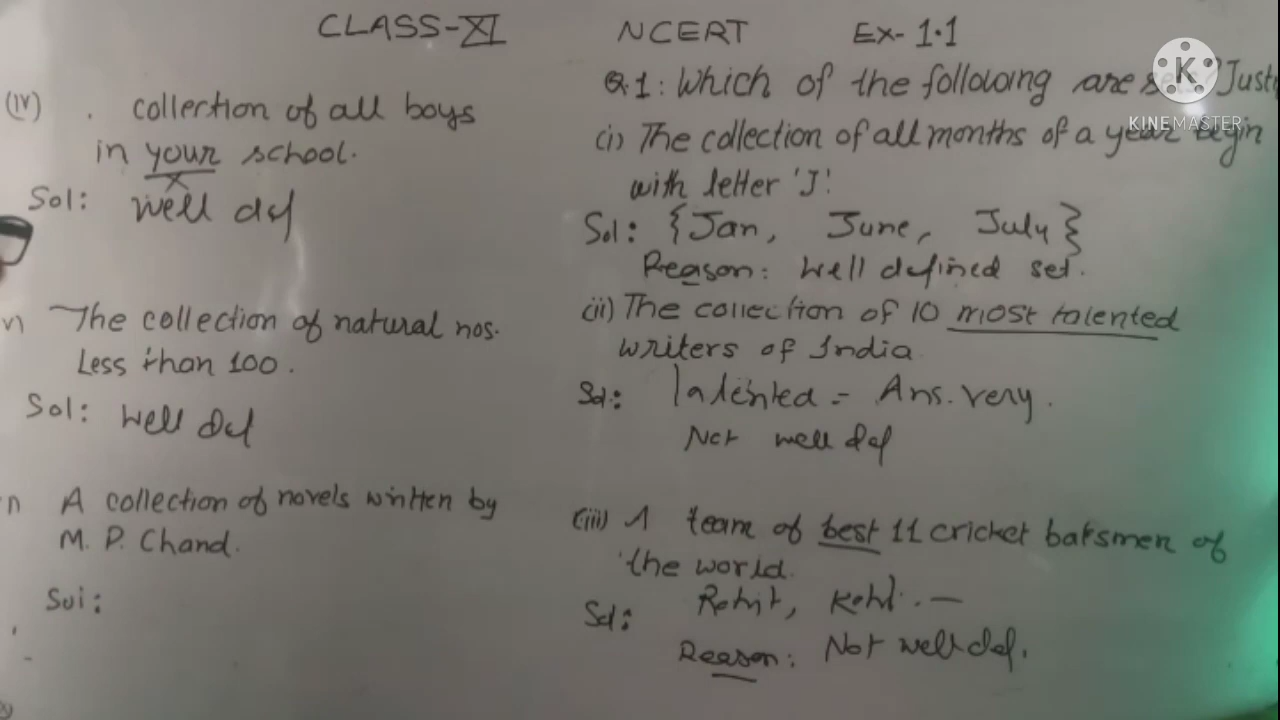 CLASS-XI NCERT EX-1.1
Q.1: Which of the following are
(i) The collection of all months of a year begin
with letter 'J'.
Sol: {Jan, June, July}
Reason: Well defined set.
(ii) The collection of 10 most talented
writers of India
Sol: Talented = Ans. very.
Not well def
(iii) A team of best 11 cricket batsmen of
the world.
Sol: Rohit,
Reason: Not well def.
(iv) . collection of all boys
in your school.
Sol: well def
The collection of natural nos.
Less than 100.
Sol: well def
A collection of novels written by
M. P. Chand.
K
KINEMASTER